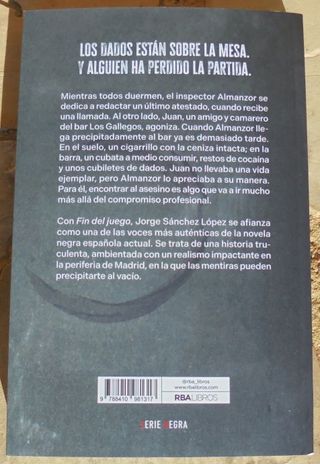 LOS DADOS ESTÁN SOBRE LA MESA.
Y ALGUIEN HA PERDIDO LA PARTIDA.
Mientras todos duermen, el inspector Almanzor se
dedica a redactar un último atestado, cuando recibe
una llamada. Al otro lado, Juan, un amigo y camarero
del bar Los Gallegos, agoniza. Cuando Almanzor lle-
ga precipitadamente al bar ya es demasiado tarde.
En el suelo, un cigarrillo con la ceniza intacta; en la
barra, un cubata a medio consumir, restos de cocaína
y unos cubiletes de dados. Juan no llevaba una vida
ejemplar, pero Almanzor lo apreciaba a su manera.
Para él, encontrar al asesino es algo que va a ir mucho
más allá del compromiso profesional.
Con Fin del juego, Jorge Sánchez López se afianza
como una de las voces más auténticas de la novela
negra española actual. Se trata de una historia tru-
culenta, ambientada con un realismo impactante en
la periferia de Madrid, en la que las mentiras pueden
precipitarte al vacío.
@rba_libros
www.rbalibros.com
RBA LIBROS
9 788410 981317
SERIE NEGRA